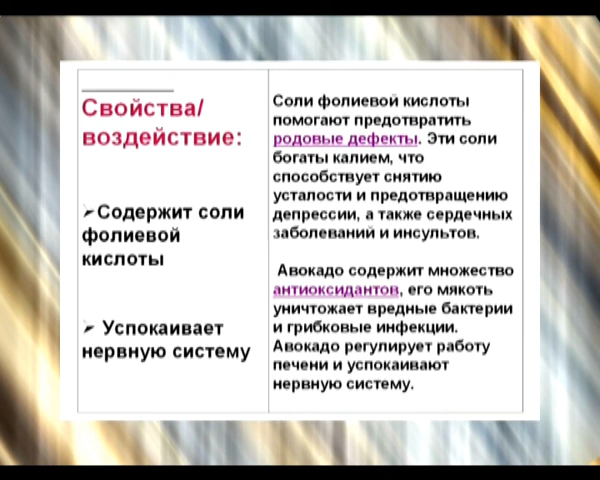 Свойства/
воздействие:
➢Содержит соли
фолиевой
кислоты
➢ Успокаивает
нервную систему
Соли фолиевой кислоты
помогают предотвратить
родовые дефекты. Эти соли
богаты калием, что
способствует снятию
усталости и предотвращению
депрессии, а также сердечных
заболеваний и инсультов.
Авокадо содержит множество
антиоксидантов, его мякоть
уничтожает вредные бактерии
и грибковые инфекции.
Авокадо регулирует работу
печени и успокаивают
нервную систему.